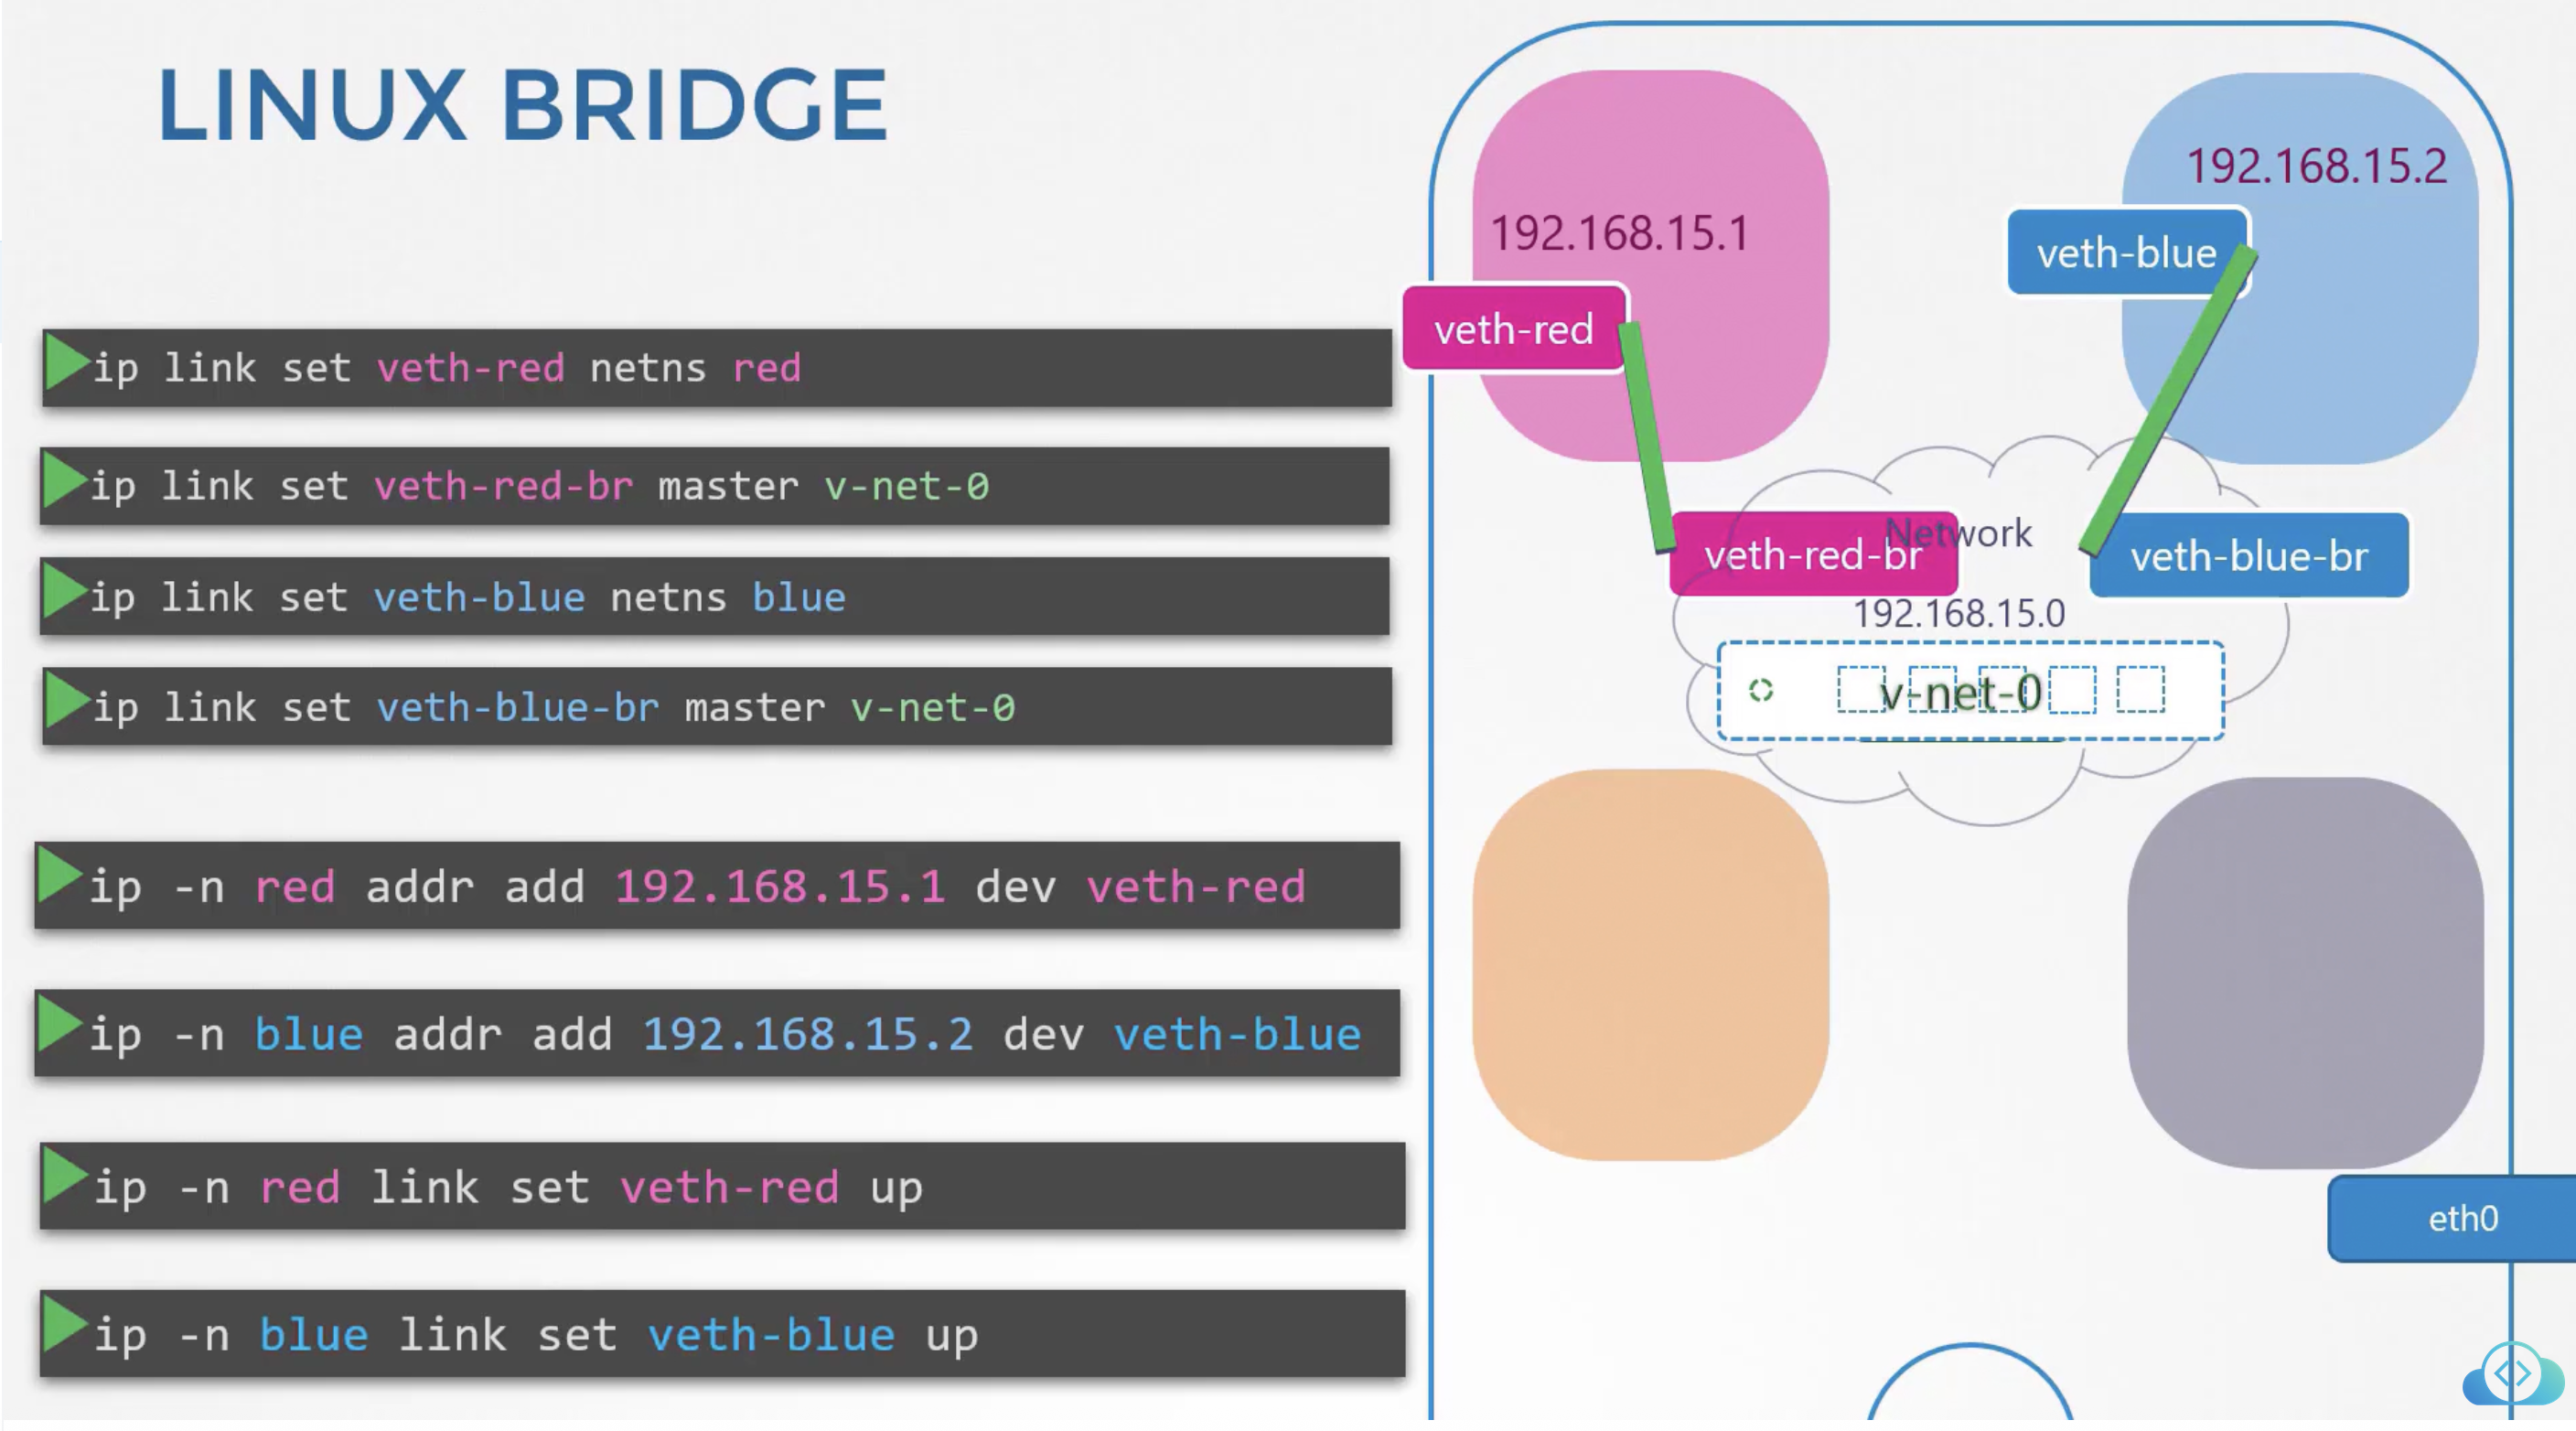 LINUX BRIDGE
ip link set veth-red netns red
ip link set veth-red-br master v-net-0
ip link set veth-blue netns blue
ip link set veth-blue-br master v-net-0
ip -n red addr add 192.168.15.1 dev veth-red
ip -n blue addr add 192.168.15.2 dev veth-blue
ip -n red link set veth-red up
ip -n blue link set veth-blue up
192.168.15.1
veth-red
192.168.15.2
veth-blue
veth-red-br
Network
veth-blue-br
192.168.15.0
v-net-0
eth0